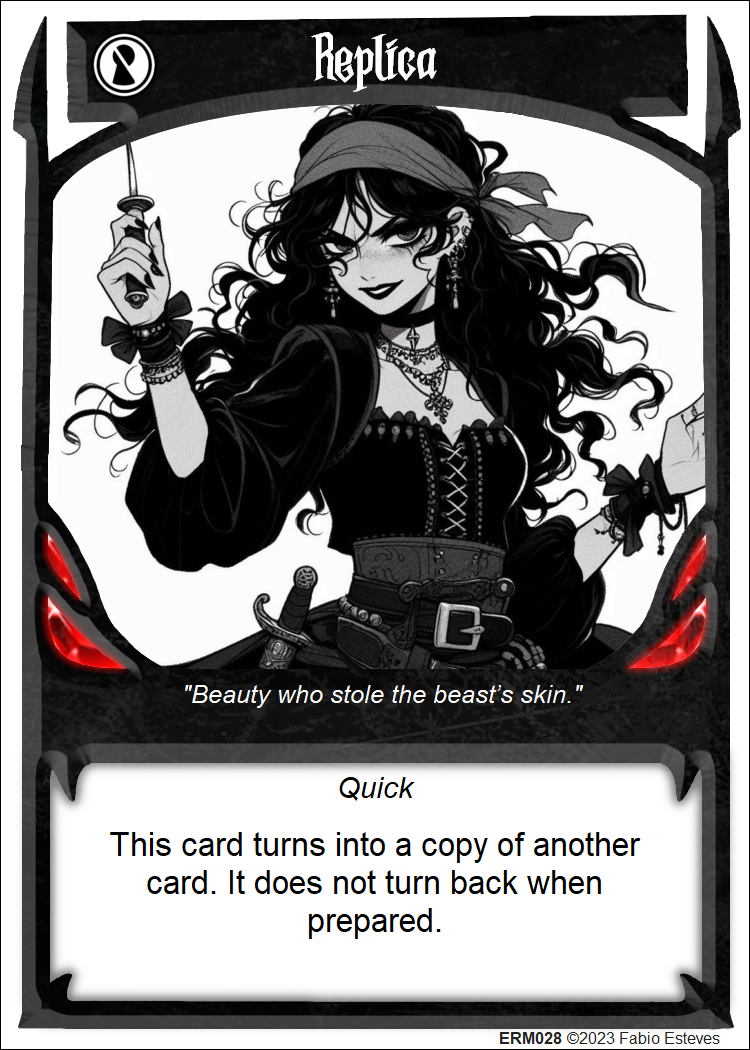 Replica
"Beauty who stole the beast’s skin."
Quick
This card turns into a copy of another
card. It does not turn back when
prepared.
ERM028 ©2023 Fabio Esteves